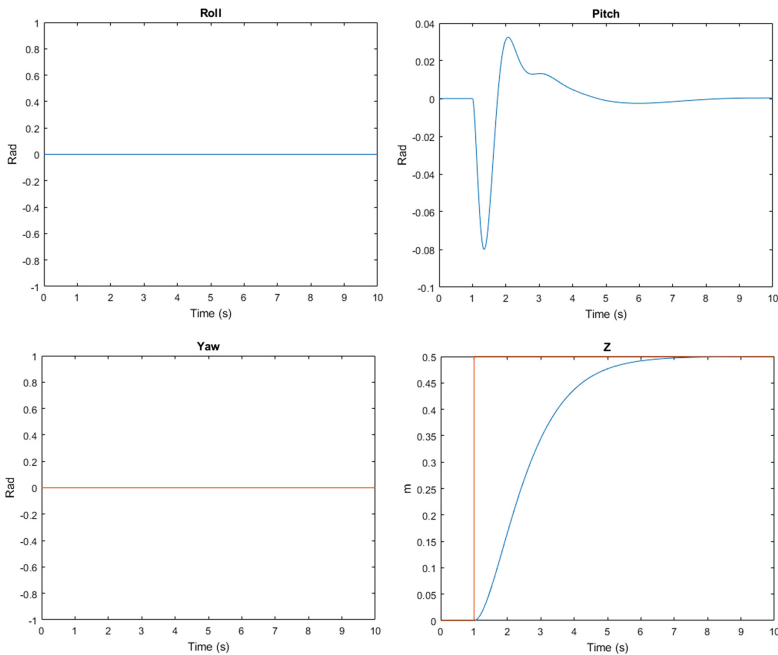 Roll
1
0.8
0.6
0.4
0.2
0
-0.2
-0.4
-0.6
-0.8
-1
Rad
0 1 2 3 4 5 6 7 8 9 10
Time (s)
Pitch
0.04
0.02
0
-0.02
-0.04
-0.06
-0.08
-0.1
Rad
0 1 2 3 4 5 6 7 8 9 10
Time (s)
Yaw
1
0.8
0.6
0.4
0.2
0
-0.2
-0.4
-0.6
-0.8
-1
Rad
0 1 2 3 4 5 6 7 8 9 10
Time (s)
Z
0.5
0.45
0.4
0.35
0.3
0.25
0.2
0.15
0.1
0.05
0
m
0 1 2 3 4 5 6 7 8 9 10
Time (s)